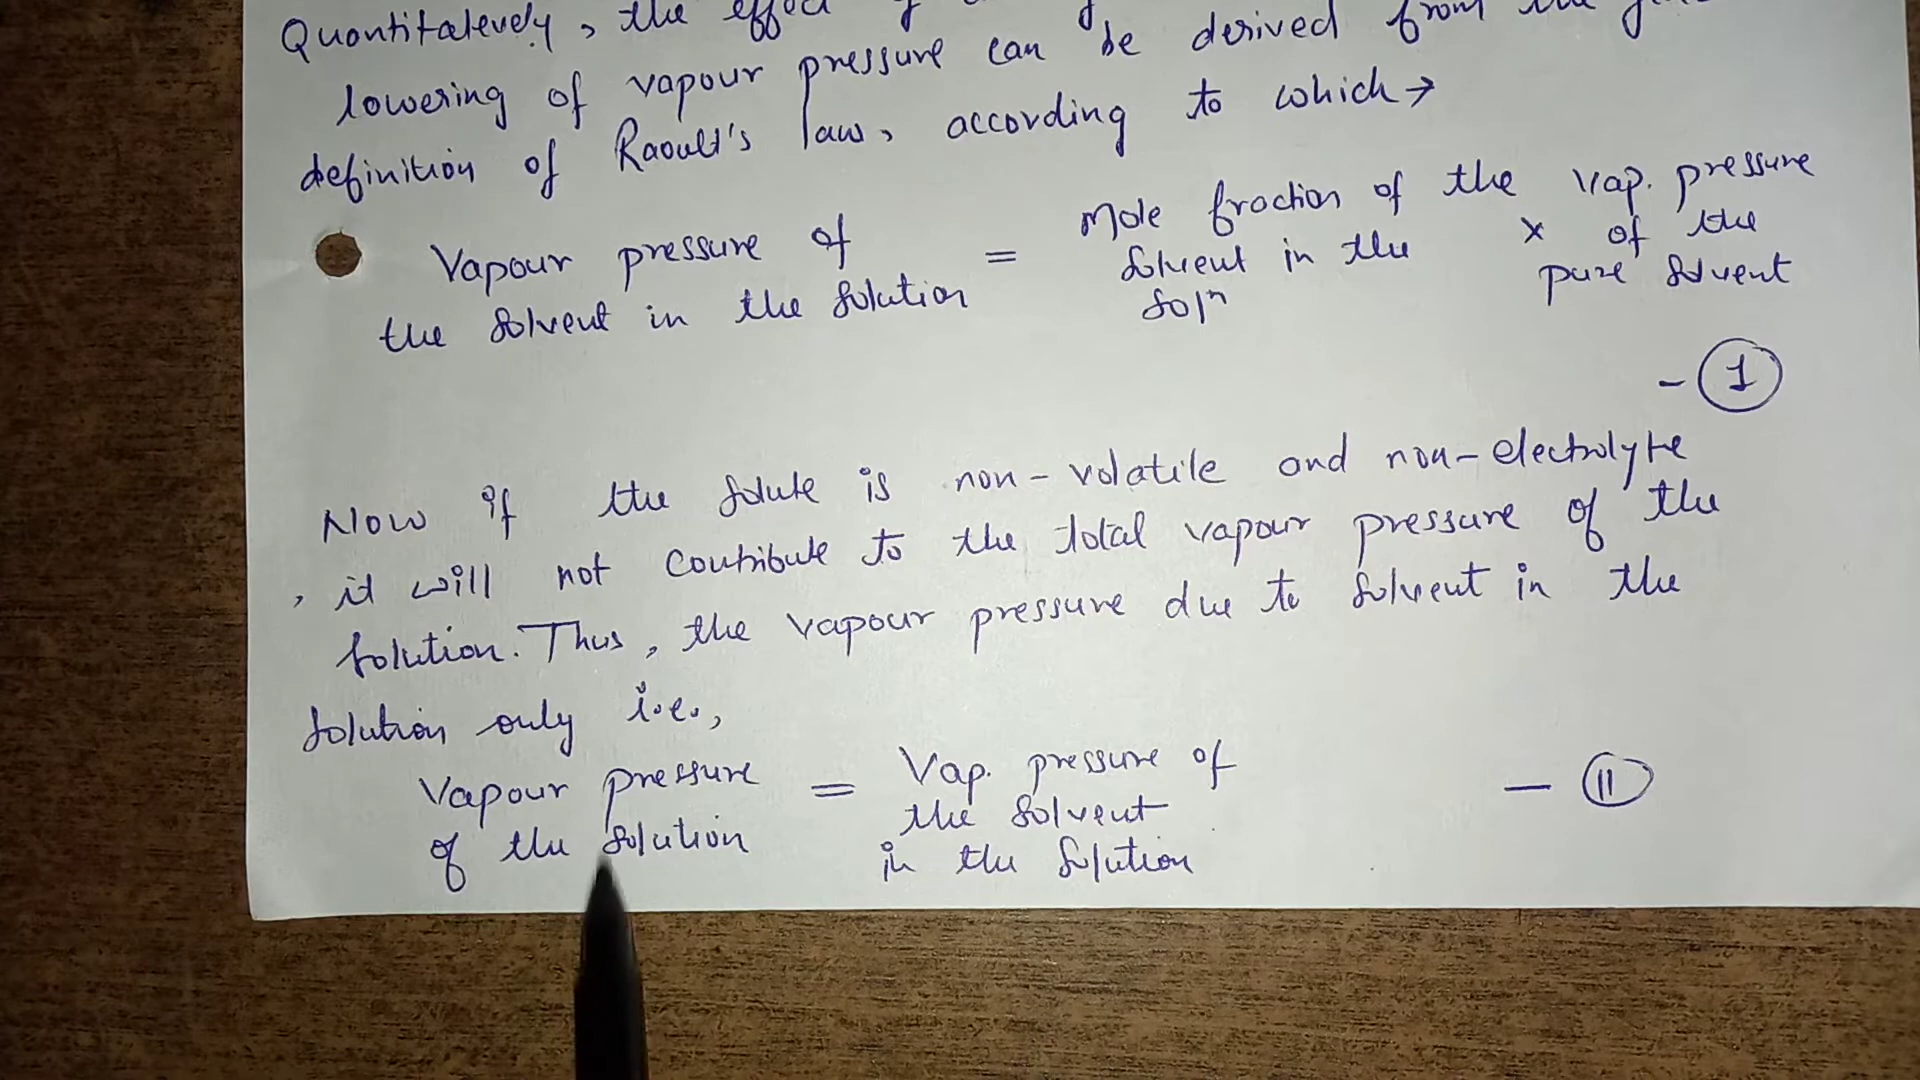 Quantitalevely, the effect of
lowering of vapour pressure can be derived from the
definition of Raoult's law, according to which→
Vapour pressure of the solvent in the solution = Mole fraction of the solvent in the solⁿ × vap. pressure of the pure solvent
- 1
Now if the solute is non-volatile and non-electrolyte
, it will not contribute to the total vapour pressure of the
solution. Thus, the vapour pressure due to solvent in the
solution only i.e.,
Vapour pressure of the solution = Vap. pressure of the solvent in the solution — II